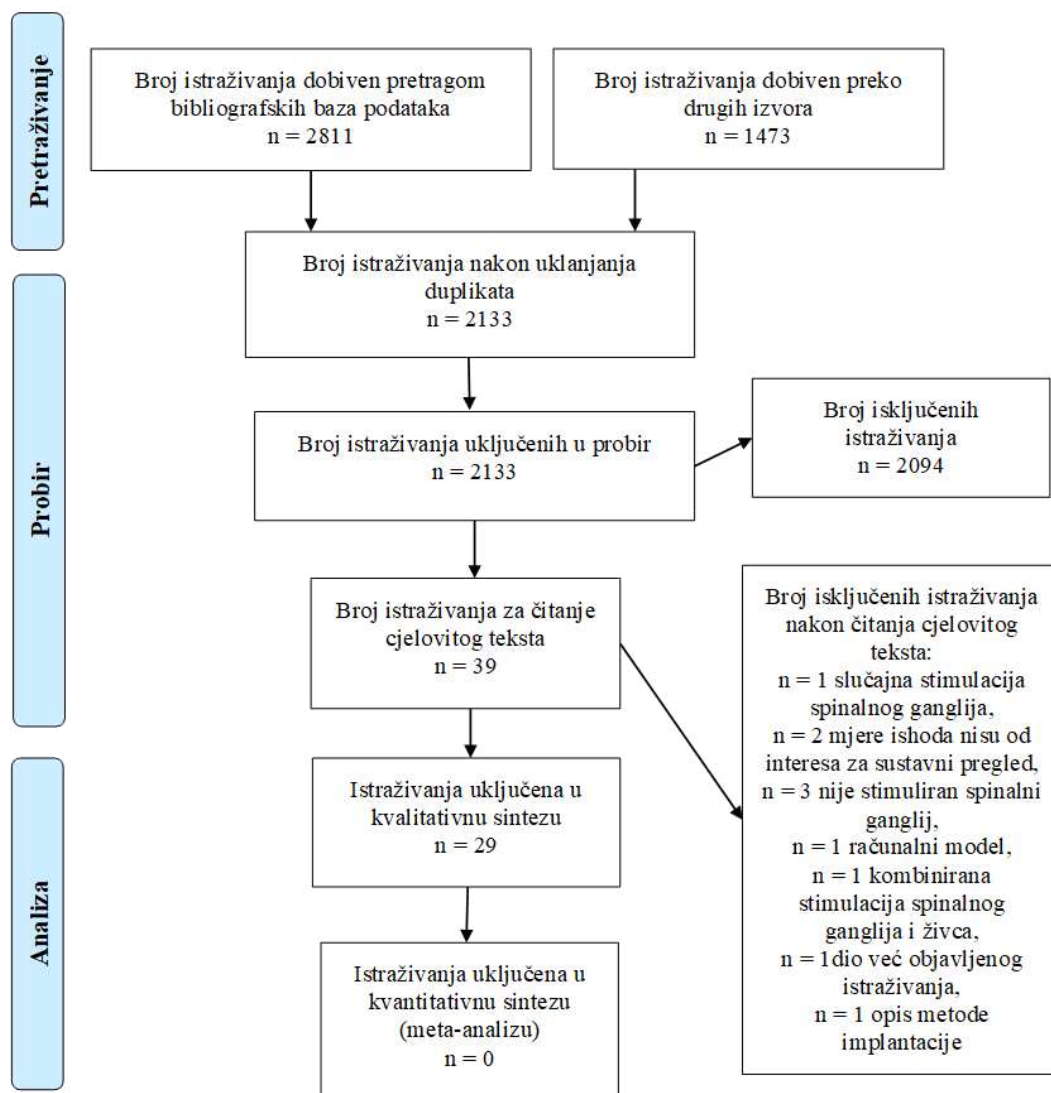 Pretraživanje
Broj istraživanja dobiven pretragom
bibliografskih baza podataka
n = 2811
Broj istraživanja dobiven preko
drugih izvora
n = 1473
Broj istraživanja nakon uklanjanja
duplikata
n = 2133
Probir
Broj istraživanja uključenih u probir
n = 2133
Broj isključenih
istraživanja
n = 2094
Broj istraživanja za čitanje
cjelovitog teksta
n = 39
Broj isključenih istraživanja
nakon čitanja cjelovitog
teksta:
n = 1 slučajna stimulacija
spinalnog ganglija,
n = 2 mjere ishoda nisu od
interesa za sustavni pregled,
n = 3 nije stimuliran spinalni
ganglij,
n = 1 računalni model,
n = 1 kombinirana
stimulacija spinalnog
ganglija i živca,
n = 1dio već objavljenog
istraživanja,
n = 1 opis metode
implantacije
Analiza
Istraživanja uključena u
kvalitativnu sintezu
n = 29
Istraživanja uključena u
kvantitativnu sintezu
(meta-analizu)
n = 0